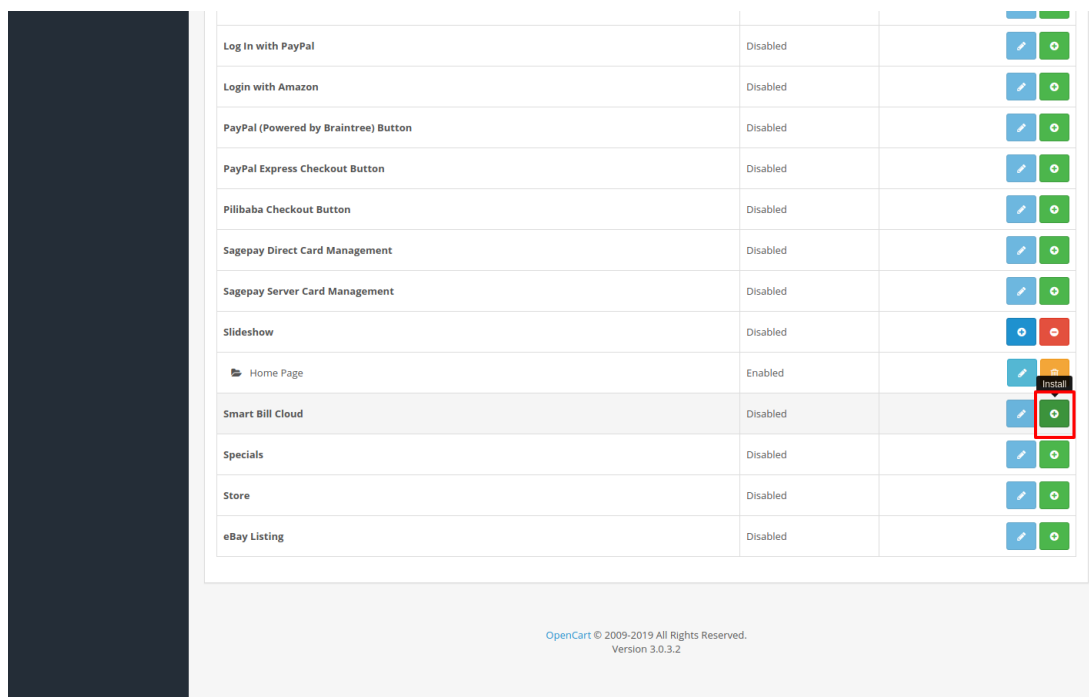 Log In with PayPal Disabled
Login with Amazon Disabled
PayPal (Powered by Braintree) Button Disabled
PayPal Express Checkout Button Disabled
Pilibaba Checkout Button Disabled
Sagepay Direct Card Management Disabled
Sagepay Server Card Management Disabled
Slideshow Disabled
Home Page Enabled
Install
Smart Bill Cloud Disabled
Specials Disabled
Store Disabled
eBay Listing Disabled
OpenCart © 2009-2019 All Rights Reserved.
Version 3.0.3.2